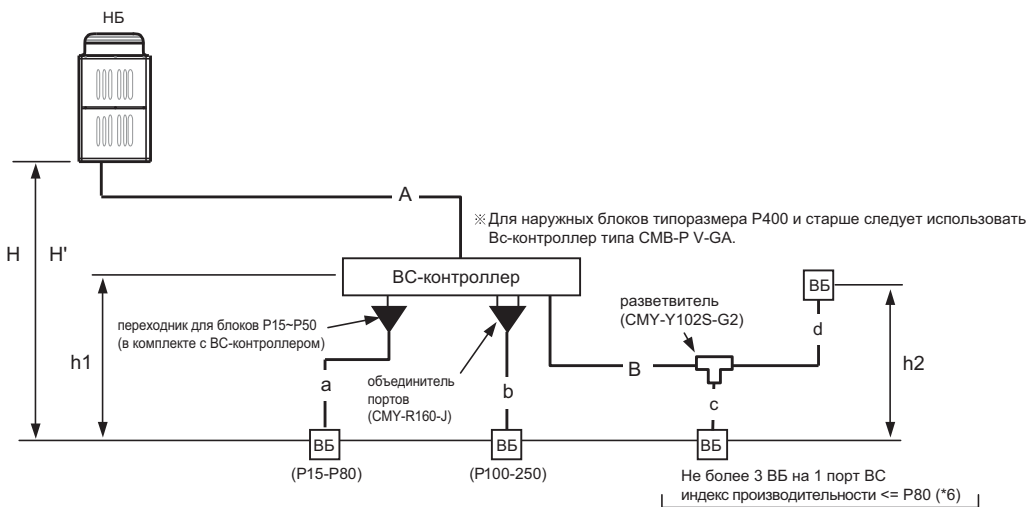 НБ
A
※ Для наружных блоков типоразмера P400 и старше следует использовать
Вс-контроллер типа CMB-P V-GA.
H
H'
ВС-контроллер
ВБ
разветвитель
(CMY-Y102S-G2)
переходник для блоков P15~P50
(в комплекте с ВС-контроллером)
d
h1
a
объединитель
портов
(CMY-R160-J)
b
B
h2
c
ВБ
ВБ
ВБ
(P15-P80)
(P100-250)
Не более 3 ВБ на 1 порт ВС
индекс производительности <= P80 (*6)